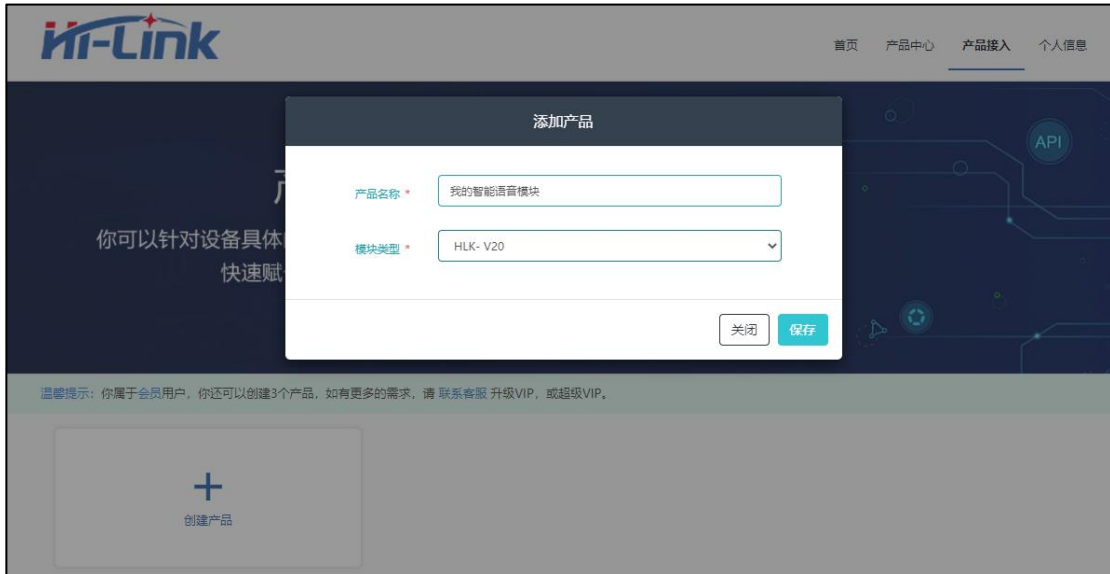 Hi-Link
首页 产品中心 产品接入 个人信息
添加产品
API
产品名称 *
我的智能语音模块
你可以针对设备具体
模块类型 *
HLK- V20
快速赋
关闭 保存
温馨提示：你属于会员用户，你还可以创建3个产品，如有更多的需求，请 联系客服 升级VIP，或超级VIP。
创建产品